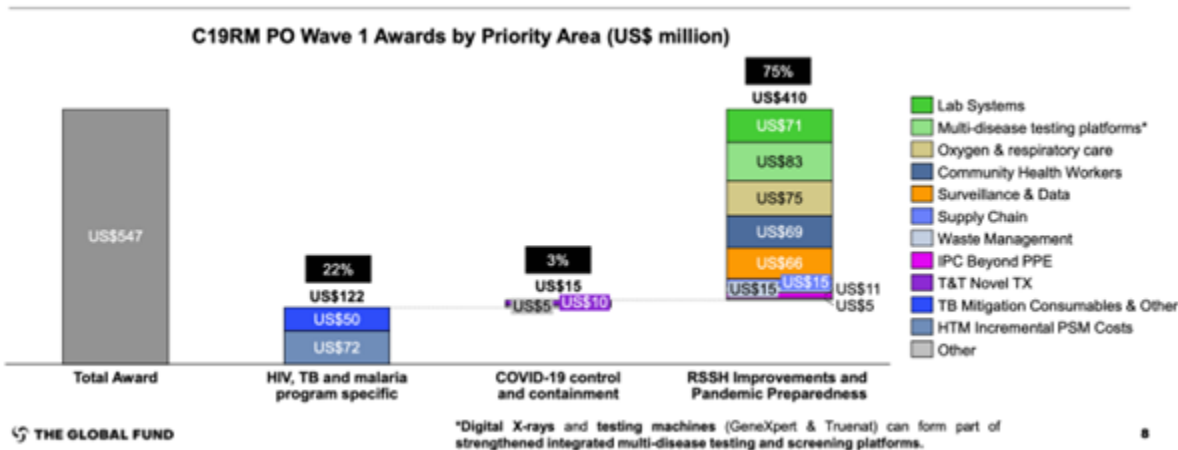 C19RM PO Wave 1 Awards by Priority Area (US$ million)
US$547
Total Award
22%
US$122
US$50
US$72
HIV, TB and malaria
program specific
3%
US$15
US$5
US$10
COVID-19 control
and containment
75%
US$410
US$71
US$83
US$75
US$69
US$66
US$15
US$15
US$11
US$5
RSSH Improvements and
Pandemic Preparedness
Lab Systems
Multi-disease testing platforms*
Oxygen & respiratory care
Community Health Workers
Surveillance & Data
Supply Chain
Waste Management
IPC Beyond PPE
T&T Novel TX
TB Mitigation Consumables & Other
HTM Incremental PSM Costs
Other
THE GLOBAL FUND
*Digital X-rays and testing machines (GeneXpert & Truenat) can form part of
strengthened integrated multi-disease testing and screening platforms.
8